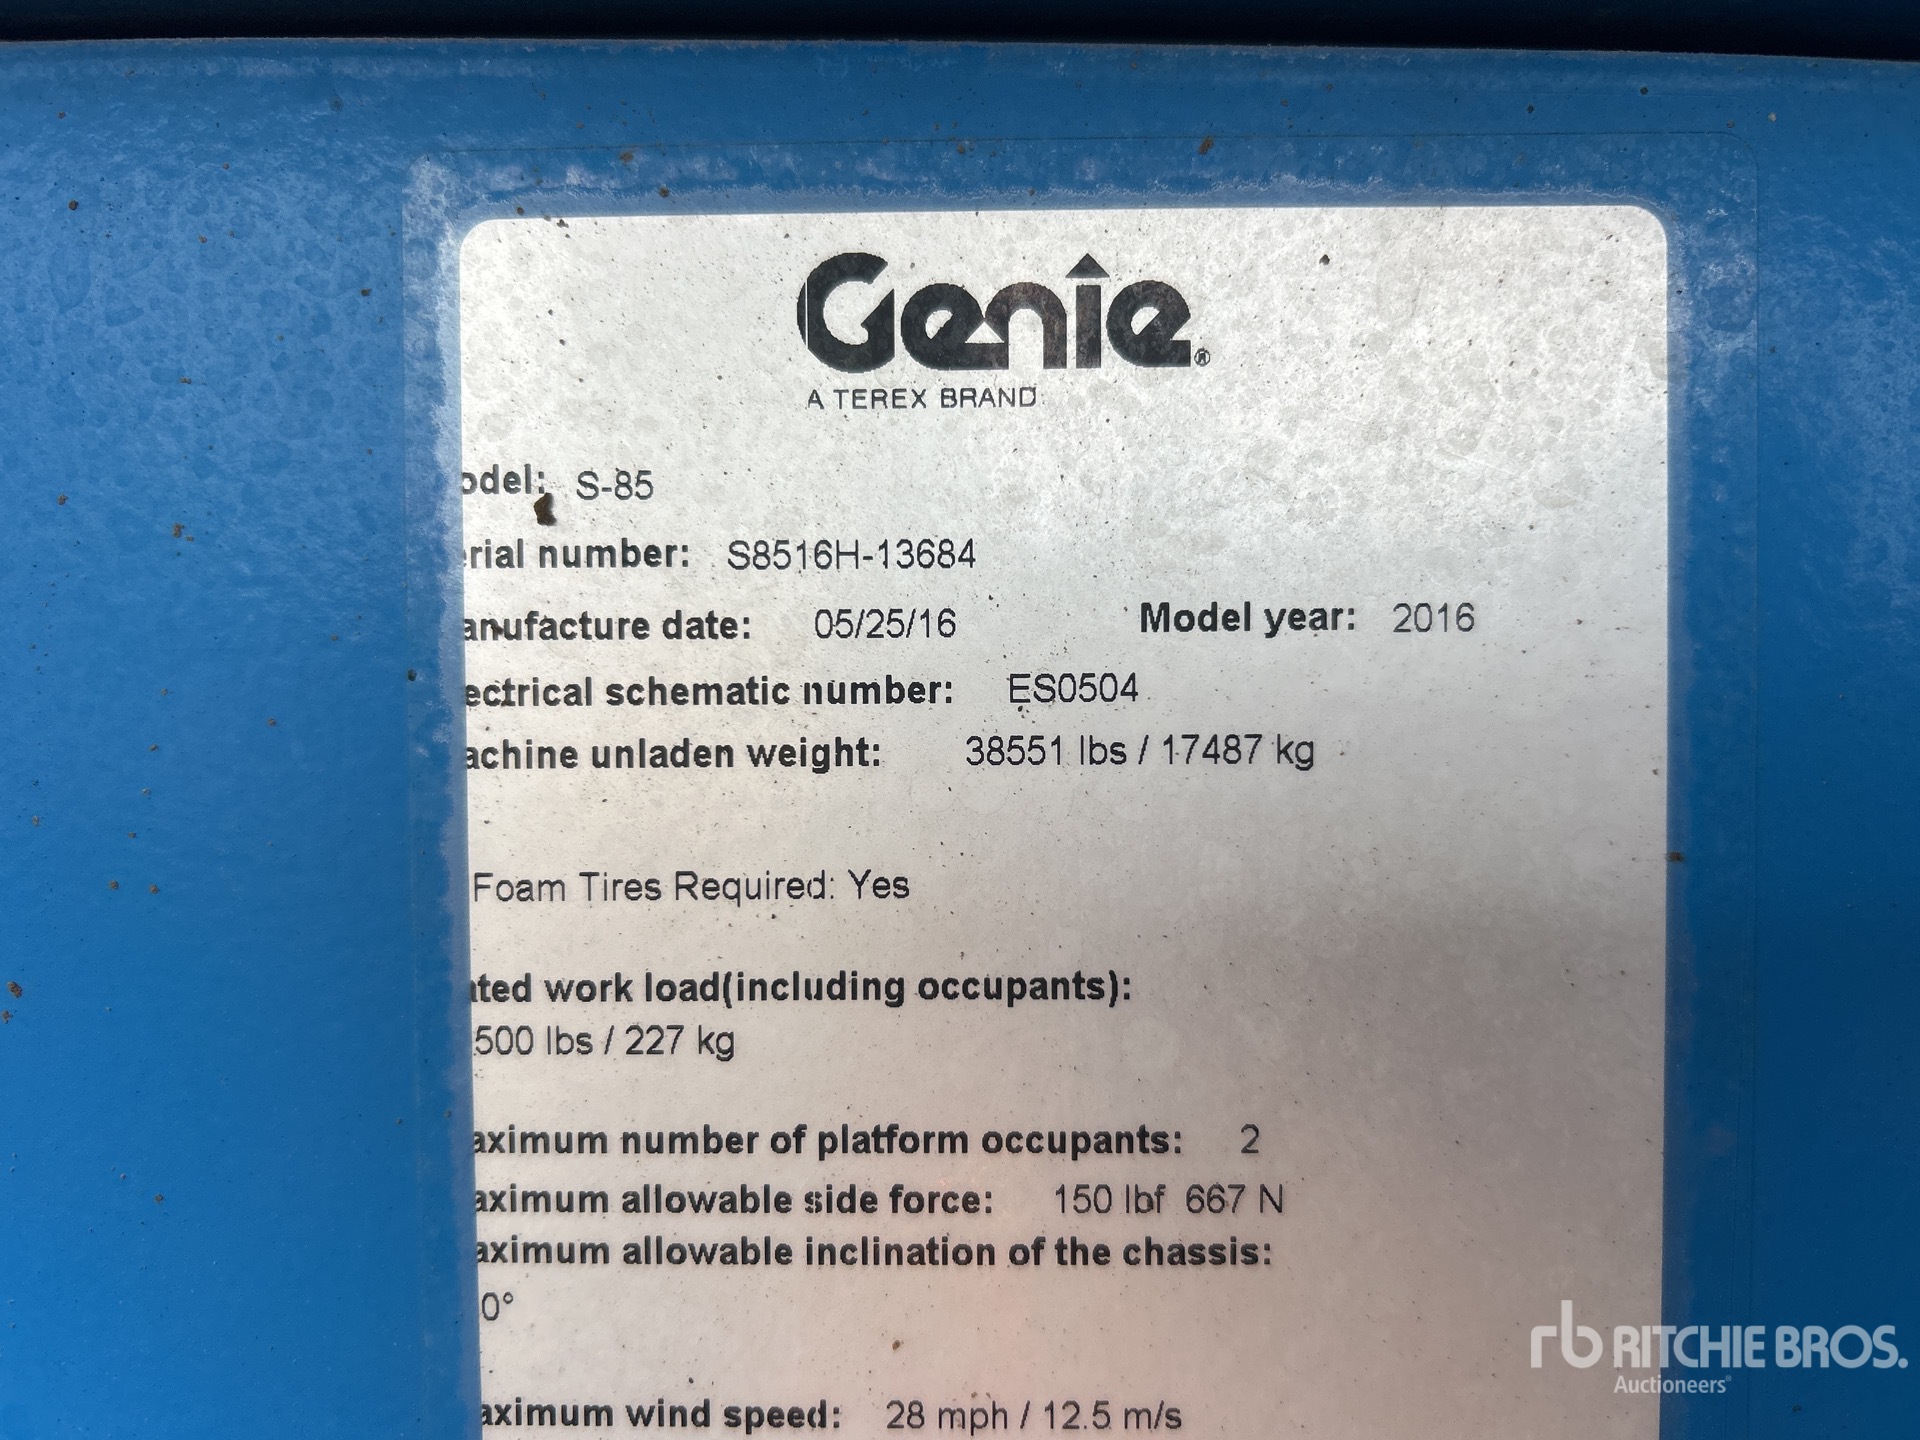 Genie®
A TEREX BRAND
odel: S-85
rial number: S8516H-13684
anufacture date: 05/25/16 Model year: 2016
ectrical schematic number: ES0504
achine unladen weight: 38551 lbs / 17487 kg
Foam Tires Required: Yes
ated work load(including occupants):
500 lbs / 227 kg
aximum number of platform occupants: 2
aximum allowable side force: 150 lbf 667 N
aximum allowable inclination of the chassis:
0°
aximum wind speed: 28 mph / 12.5 m/s
rb RITCHIE BROS.
Auctioneers®